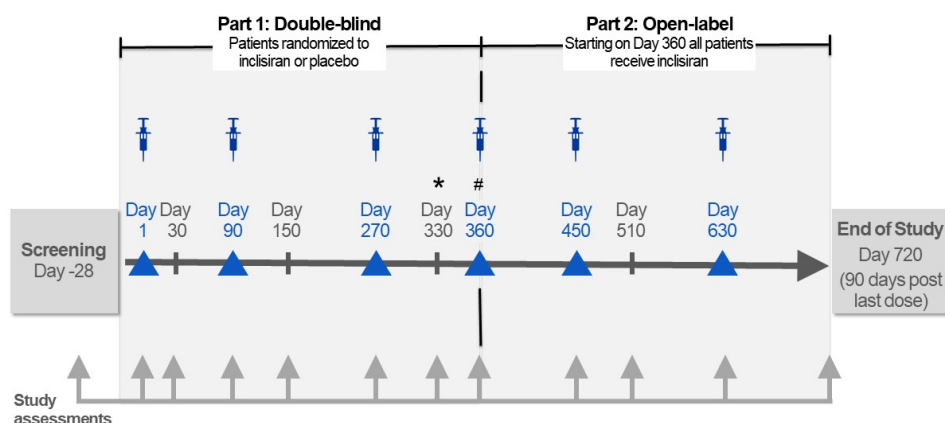 Part 1: Double-blind
Patients randomized to
inclisiran or placebo
Part 2: Open-label
Starting on Day 360 all patients
receive inclisiran
*
#
Day
1
Day
30
Day
90
Day
150
Day
270
Day
330
Day
360
Day
450
Day
510
Day
630
Screening
Day -28
End of Study
Day 720
(90 days post
last dose)
Study
assessments